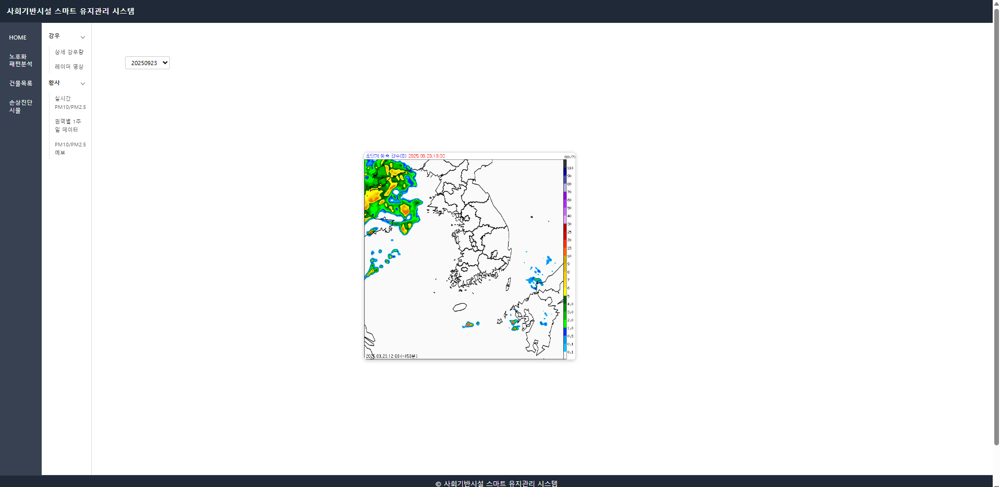 사회기반시설 스마트 유지관리 시스템
HOME
노후화
패턴분석
건물목록
손상진단
시뮬
강우
상세 강우량
레이더 영상
황사
실시간
PM10/PM2.5
권역별 1주
일 데이터
PM10/PM2.5
예보
20250923
초단기 예측 강수(B) 2025.09.23.19:30
mm/h
110
90
80
70
60
50
40
30
25
20
15
10
9
8
7
6
5
4.0
3.0
2.0
1.0
0.5
0.1
0.1
2025.09.23.12:00 (+450분)
© 사회기반시설 스마트 유지관리 시스템